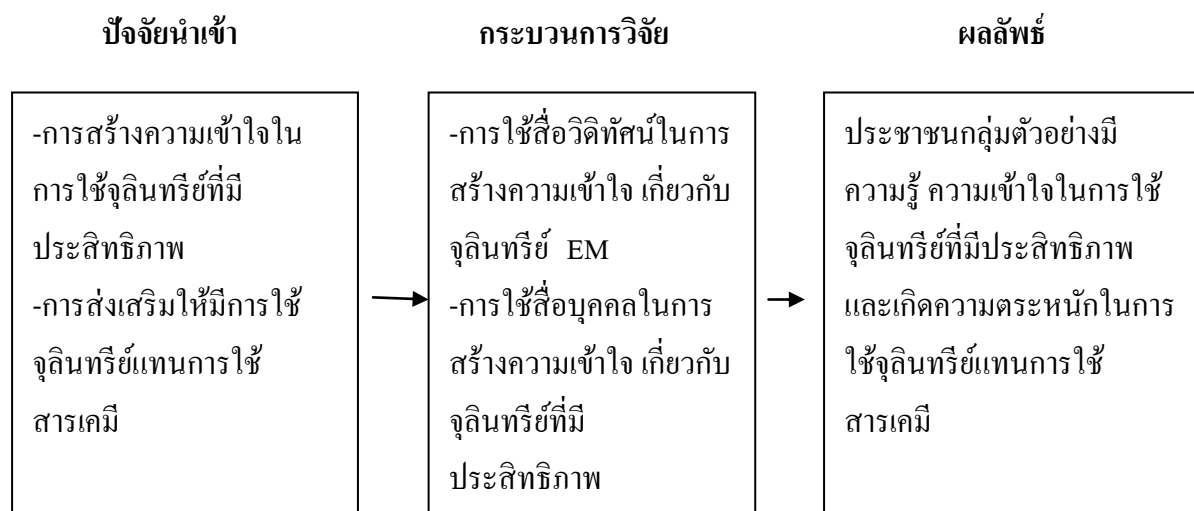 ปัจจัยนำเข้า
กระบวนการวิจัย
ผลลัพธ์
-การสร้างความเข้าใจใน
การใช้จุลินทรีย์ที่มี
ประสิทธิภาพ
-การส่งเสริมให้มีการใช้
จุลินทรีย์แทนการใช้
สารเคมี
-การใช้สื่อวิดิทัศน์ในการ
สร้างความเข้าใจ เกี่ยวกับ
จุลินทรีย์ EM
-การใช้สื่อบุคคลในการ
สร้างความเข้าใจ เกี่ยวกับ
จุลินทรีย์ที่มี
ประสิทธิภาพ
ประชาชนกลุ่มตัวอย่างมี
ความรู้ ความเข้าใจในการใช้
จุลินทรีย์ที่มีประสิทธิภาพ
และเกิดความตระหนักในการ
ใช้จุลินทรีย์แทนการใช้
สารเคมี